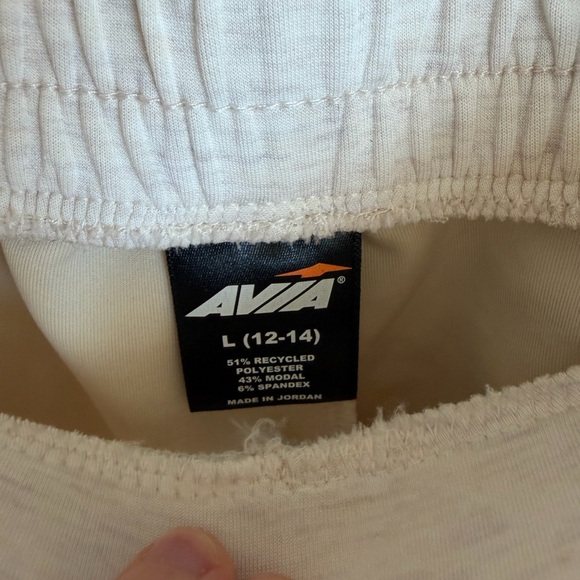 AVIA®
L (12-14)
51% RECYCLED
POLYESTER
43% MODAL
6% SPANDEX
MADE IN JORDAN